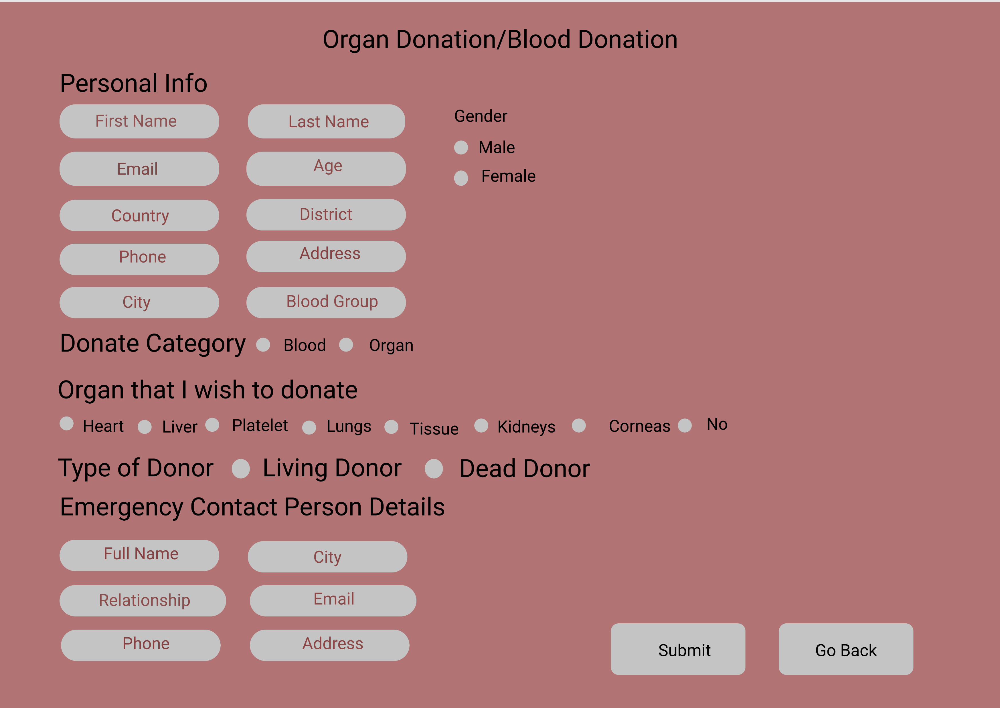 Organ Donation/Blood Donation
Personal Info
First Name Last Name Gender
Male
Email Age
Female
Country District
Phone Address
City Blood Group
Donate Category Blood Organ
Organ that I wish to donate
Heart Liver Platelet Lungs Tissue Kidneys Corneas No
Type of Donor Living Donor Dead Donor
Emergency Contact Person Details
Full Name City
Relationship Email
Phone Address
Submit Go Back